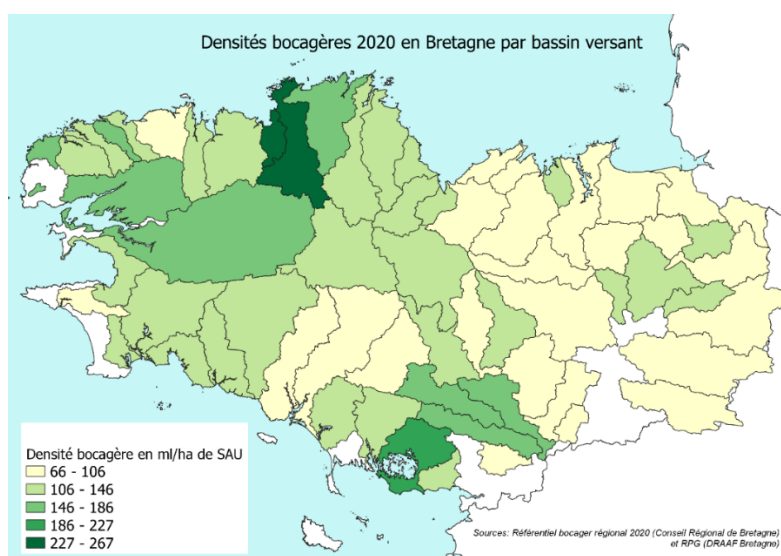 Densités bocagères 2020 en Bretagne par bassin versant
Densité bocagère en ml/ha de SAU
66 - 106
106 - 146
146 - 186
186 - 227
227 - 267
Sources: Référentiel bocager régional 2020 (Conseil Régional de Bretagne)
et RPG (DRAAF Bretagne)